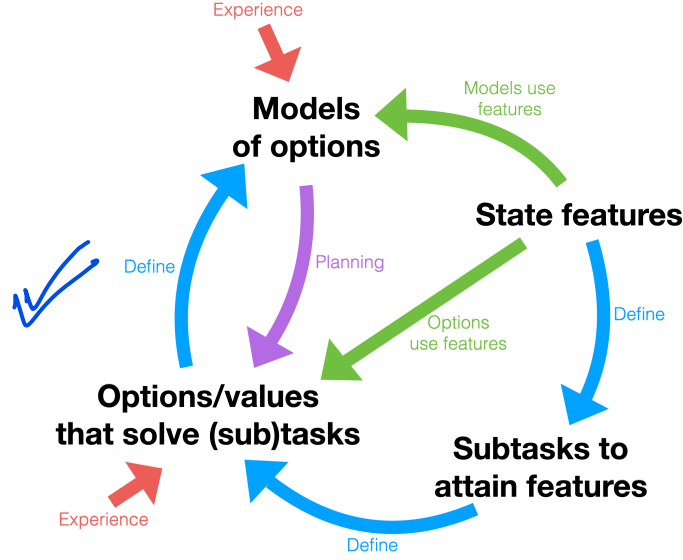 Experience
Models
of options
Models use
features
State features
Define
Planning
Options
use features
Define
Options/values
that solve (sub)tasks
Subtasks to
attain features
Experience
Define